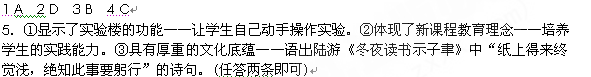 1A 2D 3B 4C
5．①显示了实验楼的功能——让学生自己动手操作实验。②体现了新课程教育理念——培养
学生的实践能力。③具有厚重的文化底蕴——语出陆游《冬夜读书示子聿》中“纸上得来终
觉浅，绝知此事要躬行”的诗句。(任答两条即可)